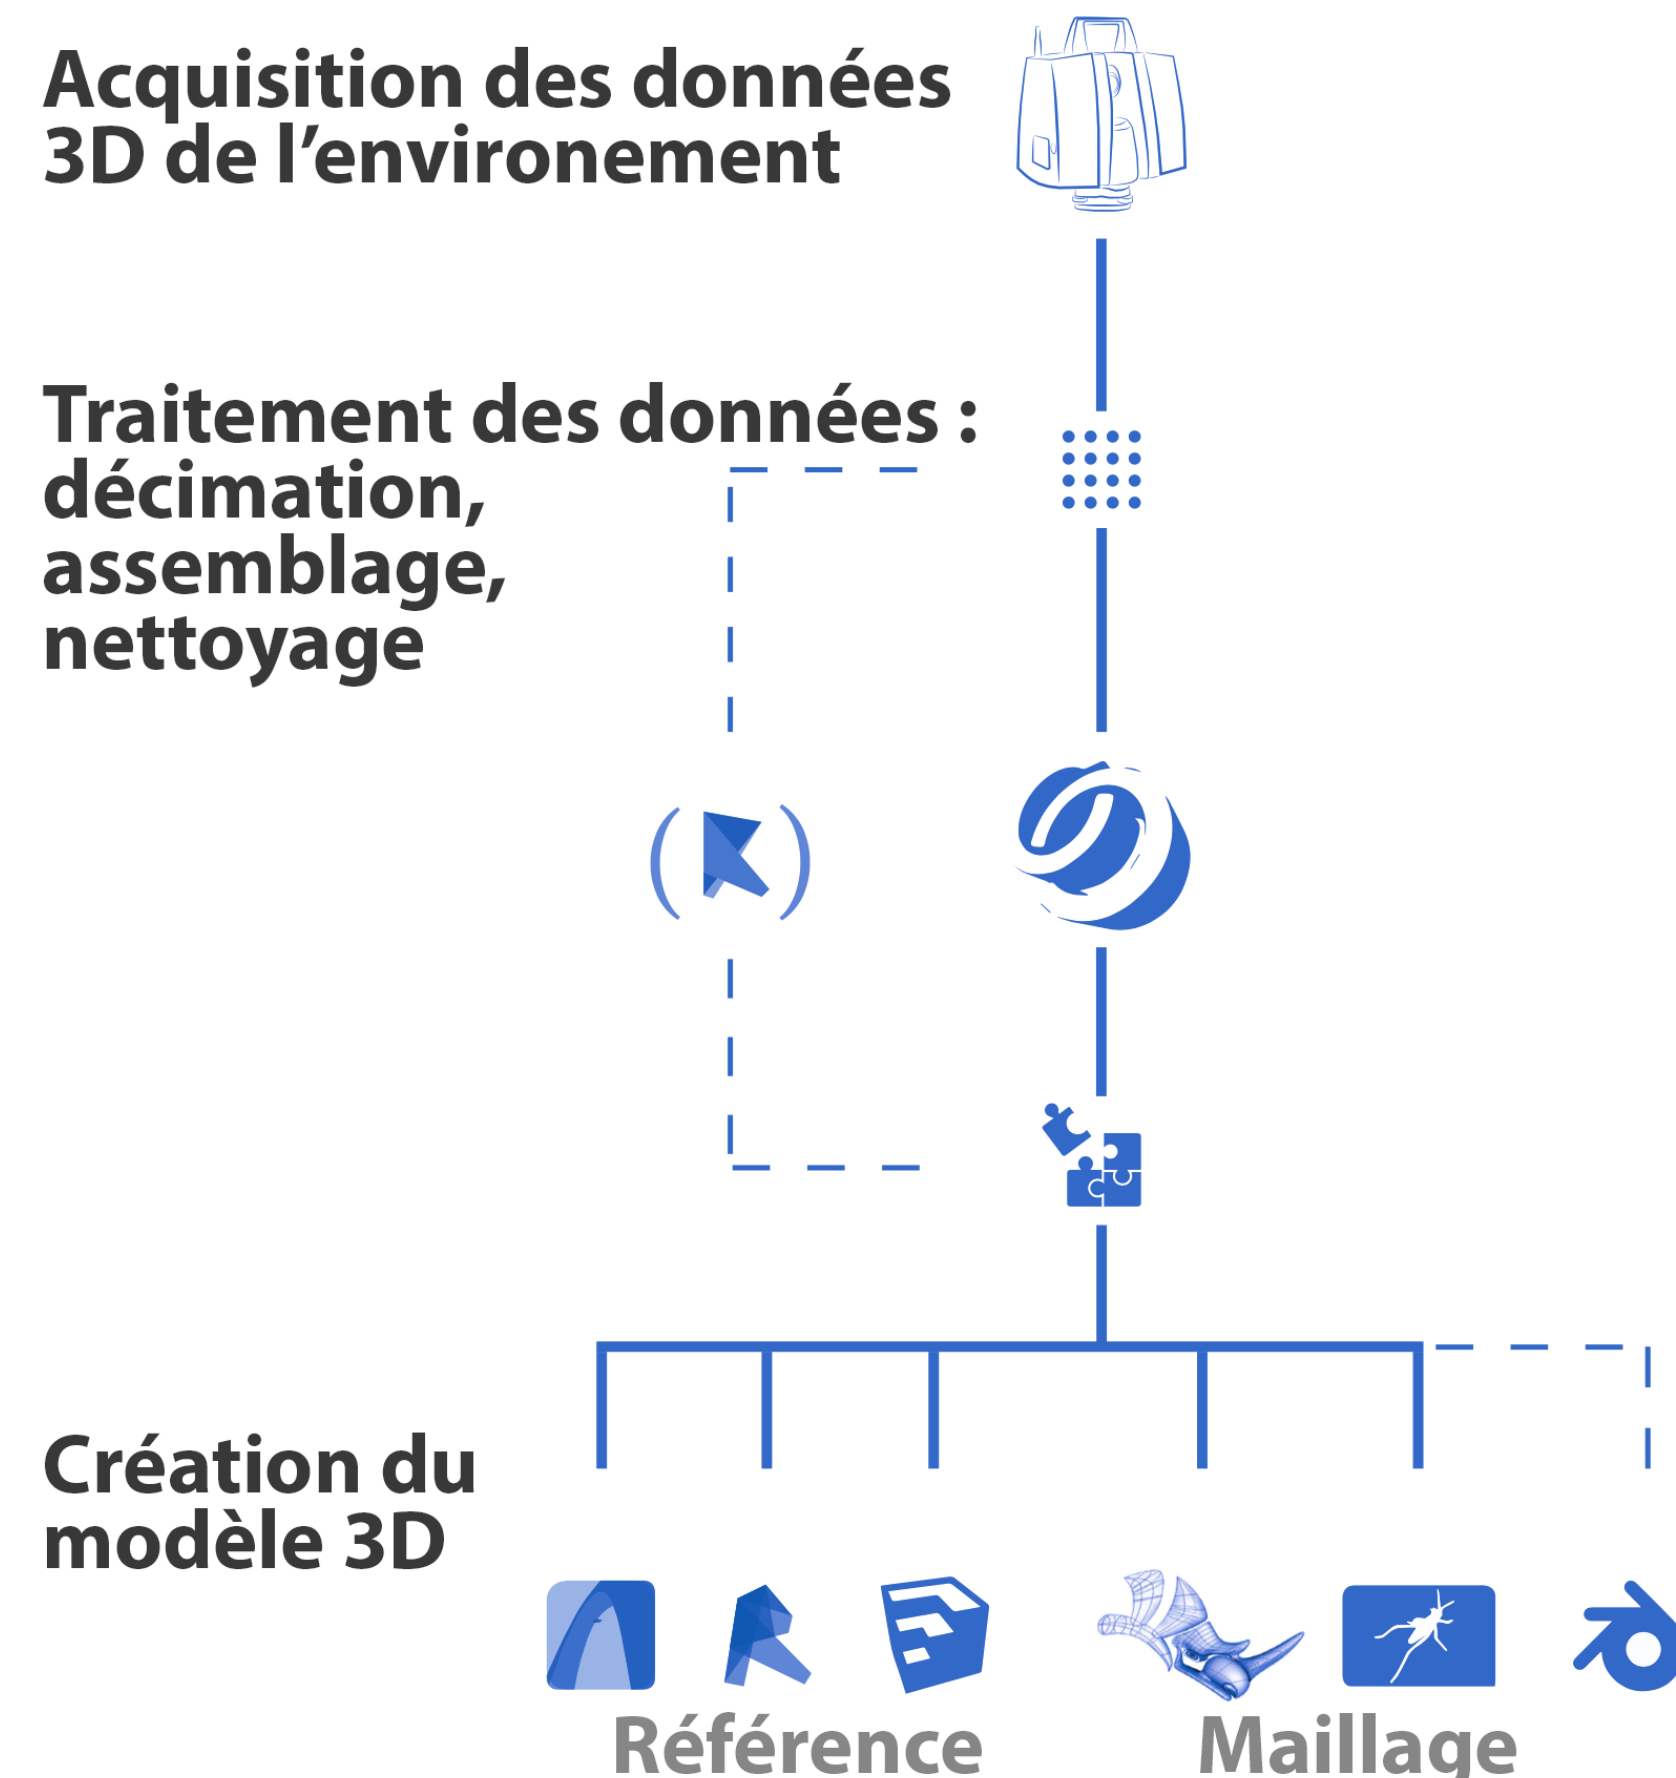 Acquisition des données
3D de l’environement
Traitement des données :
décimation,
assemblage,
nettoyage
Création du
modèle 3D
Référence
Maillage